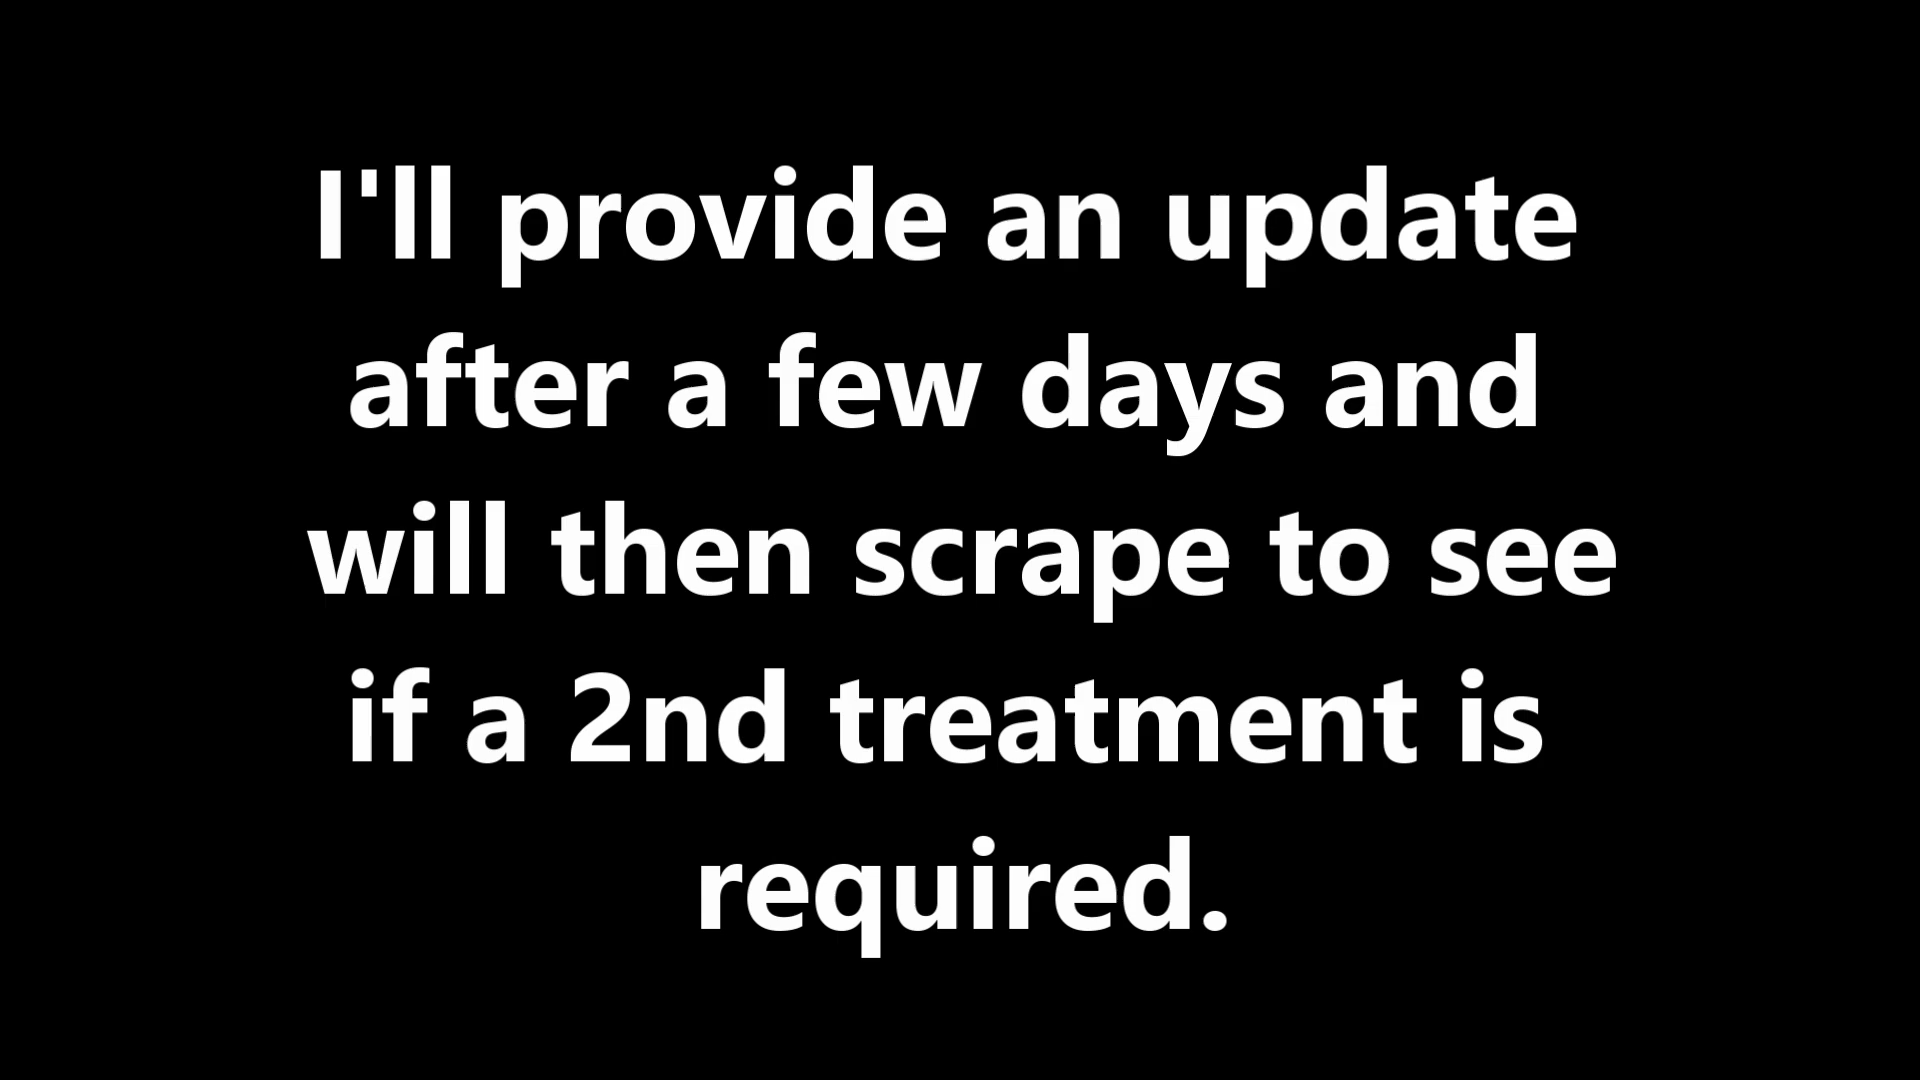 I'll provide an update
after a few days and
will then scrape to see
if a 2nd treatment is
required.